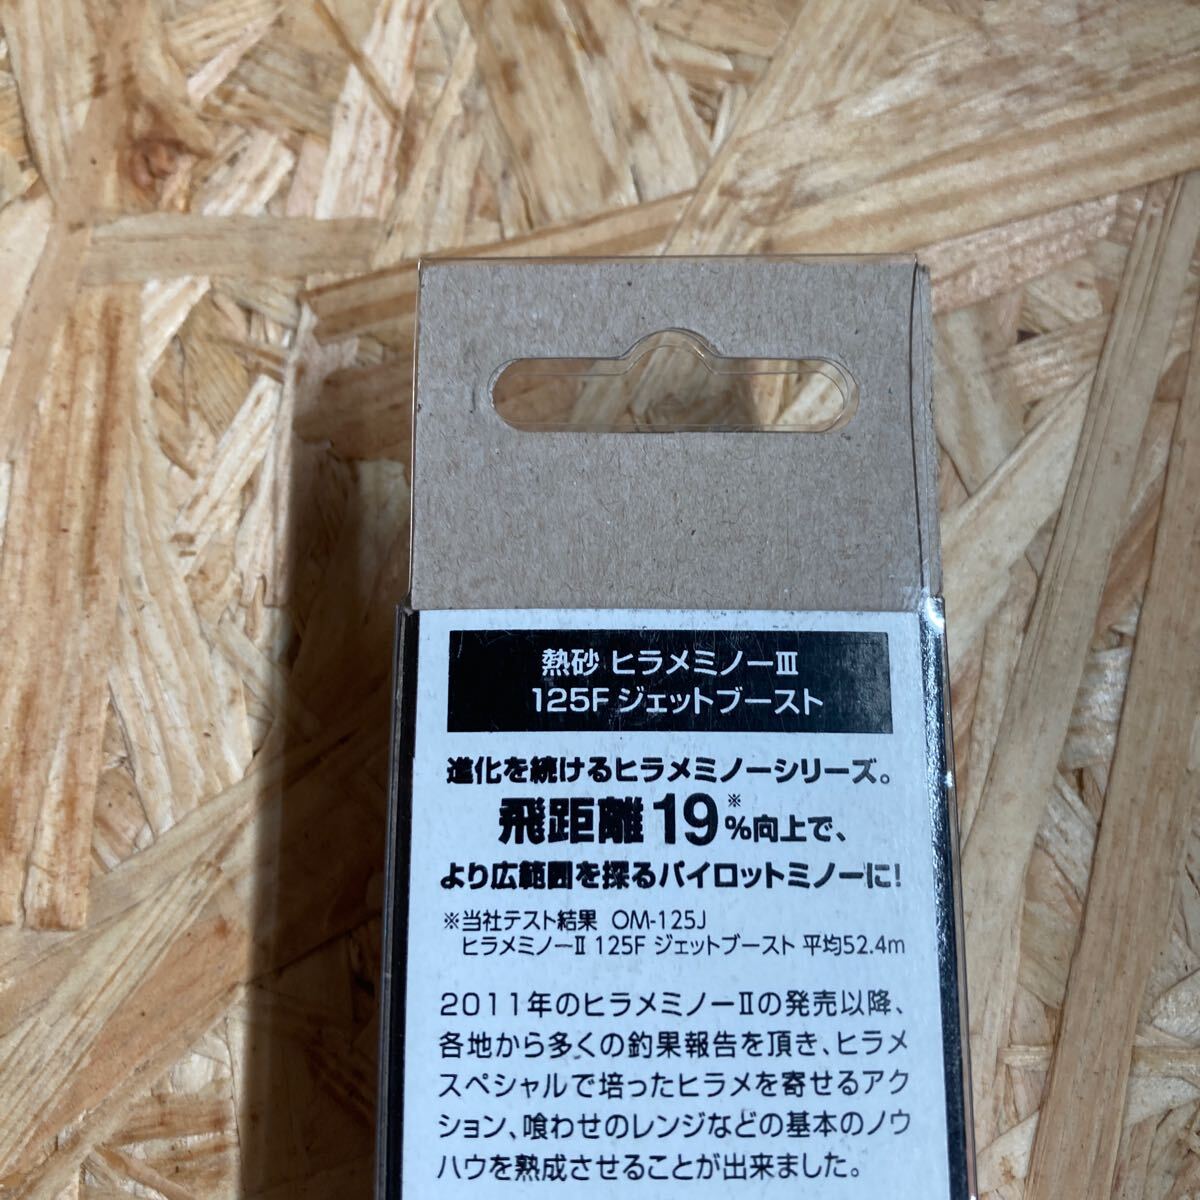 熱砂 ヒラメミノーⅢ
125F ジェットブースト
進化を続けるヒラメミノーシリーズ。
飛距離19※%向上で、
より広範囲を探るパイロットミノーに!
※当社テスト結果 OM-125J
ヒラメミノーⅡ 125F ジェットブースト 平均52.4m
2011年のヒラメミノーⅡの発売以降、
各地から多くの釣果報告を頂き、ヒラメ
スペシャルで培ったヒラメを寄せるアク
ション、喰わせのレンジなどの基本のノウ
ハウを熟成させることが出来ました。